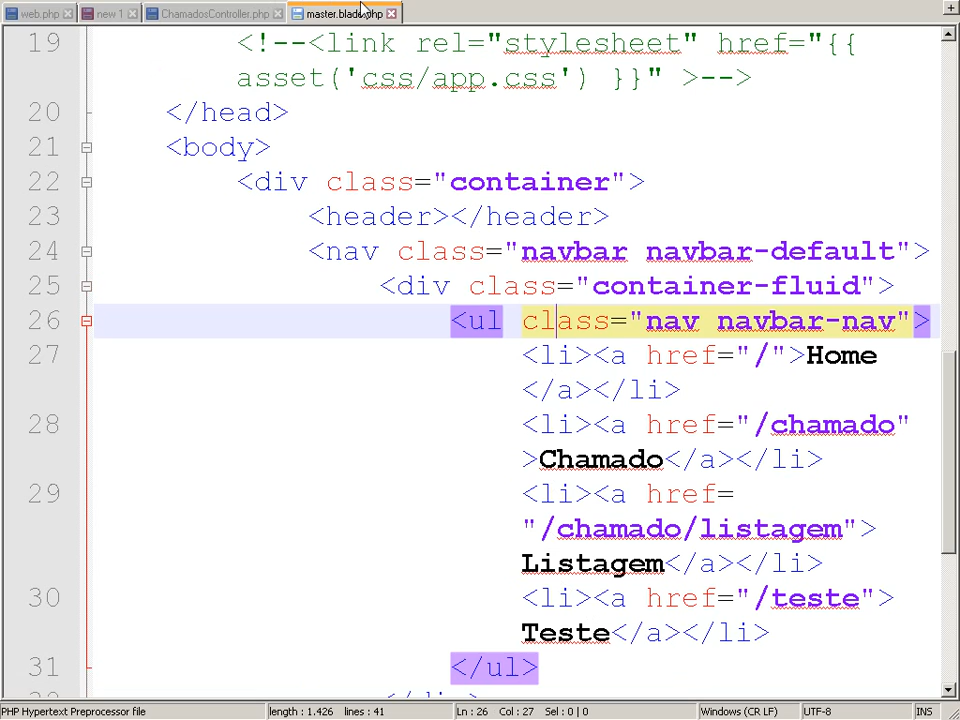 web.php new 1 ChamadosController.php master.blade.php
19 <!--<link rel="stylesheet" href="{{
asset('css/app.css') }}" >-->
20 </head>
21 <body>
22 <div class="container">
23 <header></header>
24 <nav class="navbar navbar-default">
25 <div class="container-fluid">
26 <ul class="nav navbar-nav">
27 <li><a href="/">Home
</a></li>
28 <li><a href="/chamado"
>Chamado</a></li>
29 <li><a href=
"/chamado/listagem">
Listagem</a></li>
30 <li><a href="/teste">
Teste</a></li>
31 </ul>
PHP Hypertext Preprocessor file length : 1.426 lines : 41 Ln : 26 Col : 27 Sel : 0 | 0 Windows (CR LF) UTF-8 INS